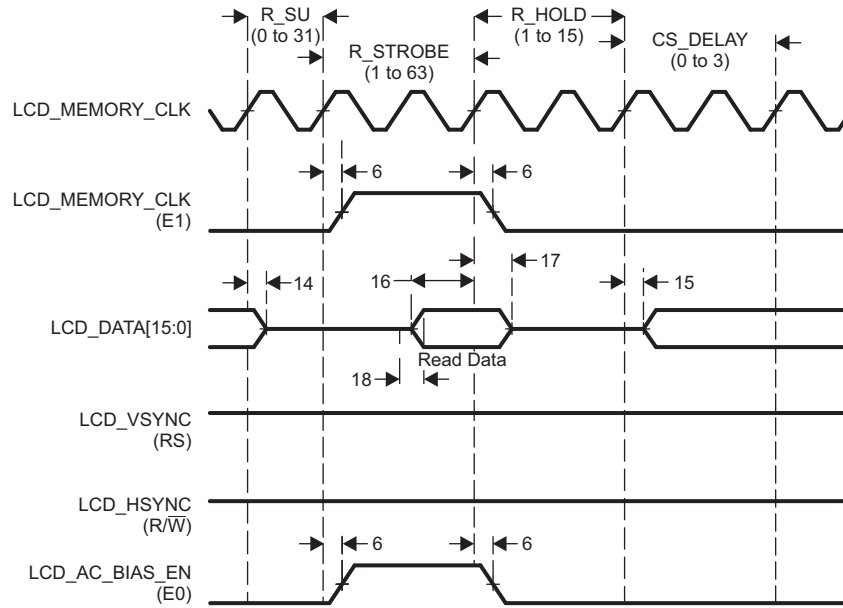 R_SU
(0 to 31)
R_STROBE
(1 to 63)
R_HOLD
(1 to 15)
CS_DELAY
(0 to 3)
LCD_MEMORY_CLK
6
6
LCD_MEMORY_CLK
(E1)
14
16
17
15
LCD_DATA[15:0]
Read Data
18
LCD_VSYNC
(RS)
LCD_HSYNC
(R/W̅)
6
6
LCD_AC_BIAS_EN
(E0)